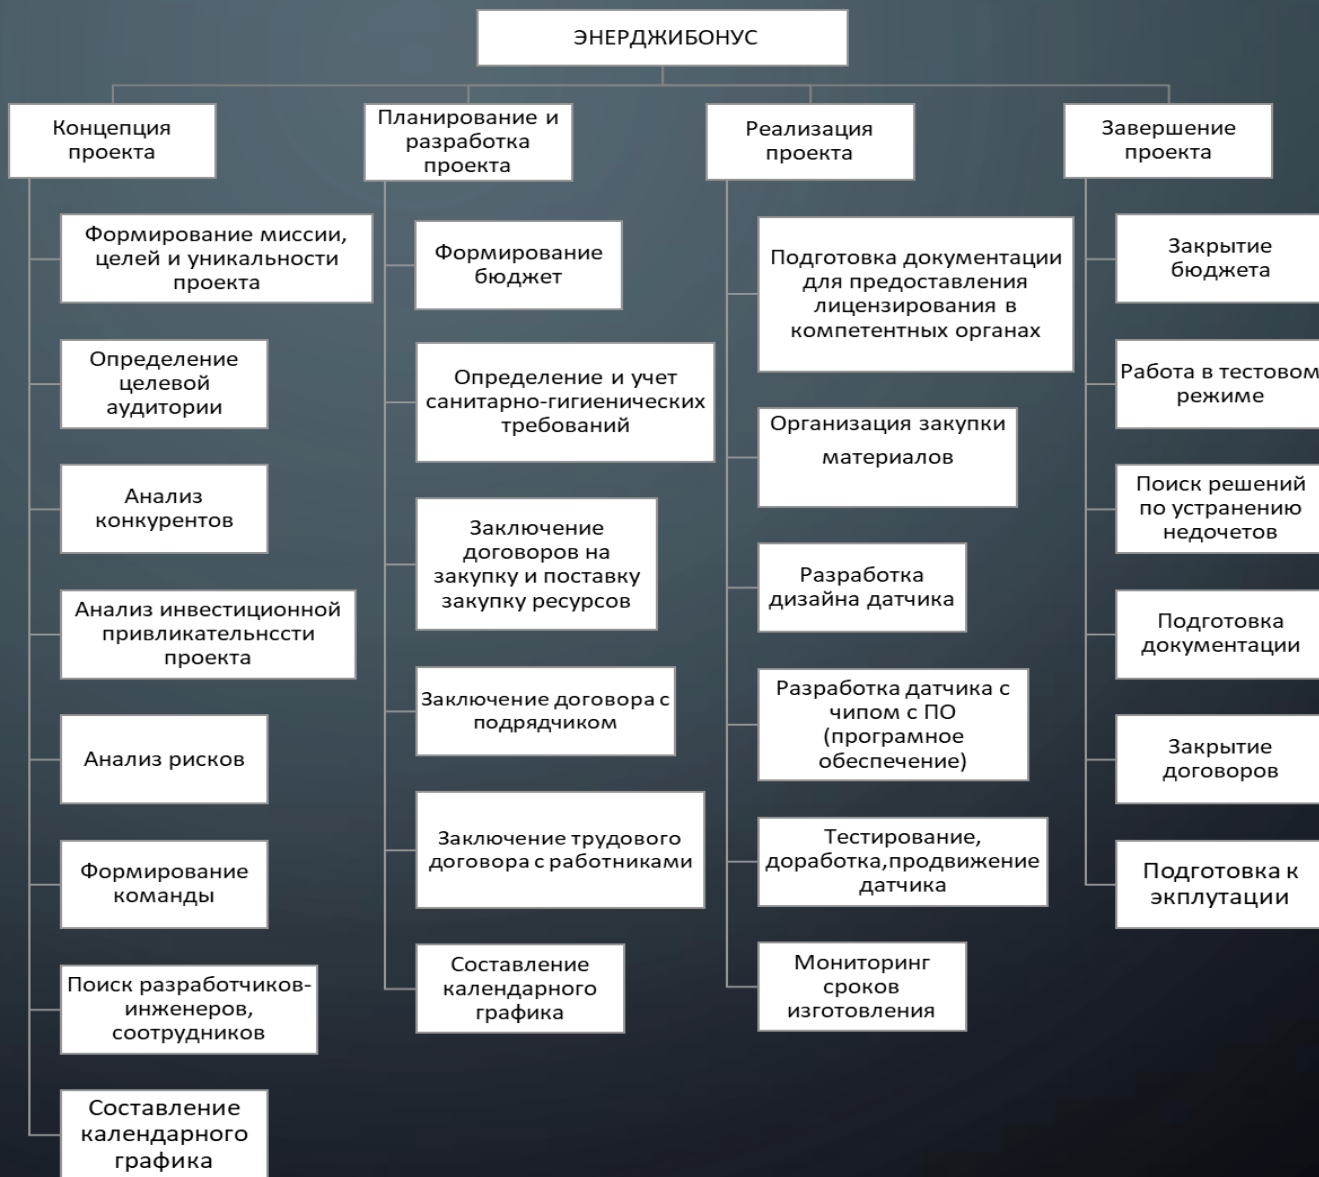 ЭНЕРДЖИБОНУС
Концепция
проекта
Формирование миссии,
целей и уникальности
проекта
Определение
целевой
аудитории
Анализ
конкурентов
Анализ инвестиционной
привлекательнссти
проекта
Анализ рисков
Формирование
команды
Поиск разработчиков-
инженеров,
соотрудников
Составление
календарного
графика
Планирование и
разработка
проекта
Формирование
бюджет
Определение и учет
санитарно-гигиенических
требований
Заключение
договоров на
закупку и поставку
закупку ресурсов
Заключение договора с
подрядчиком
Заключение трудового
договора с работниками
Составление
календарного
графика
Реализация
проекта
Подготовка документации
для предоставления
лицензирования в
компетентных органах
Организация закупки
материалов
Разработка
дизайна датчика
Разработка датчика с
чипом с ПО
(програмное
обеспечение)
Тестирование,
доработка,продвижение
датчика
Мониторинг
сроков
изготовления
Завершение
проекта
Закрытие
бюджета
Работа в тестовом
режиме
Поиск решений
по устранению
недочетов
Подготовка
документации
Закрытие
договоров
Подготовка к
экплутации